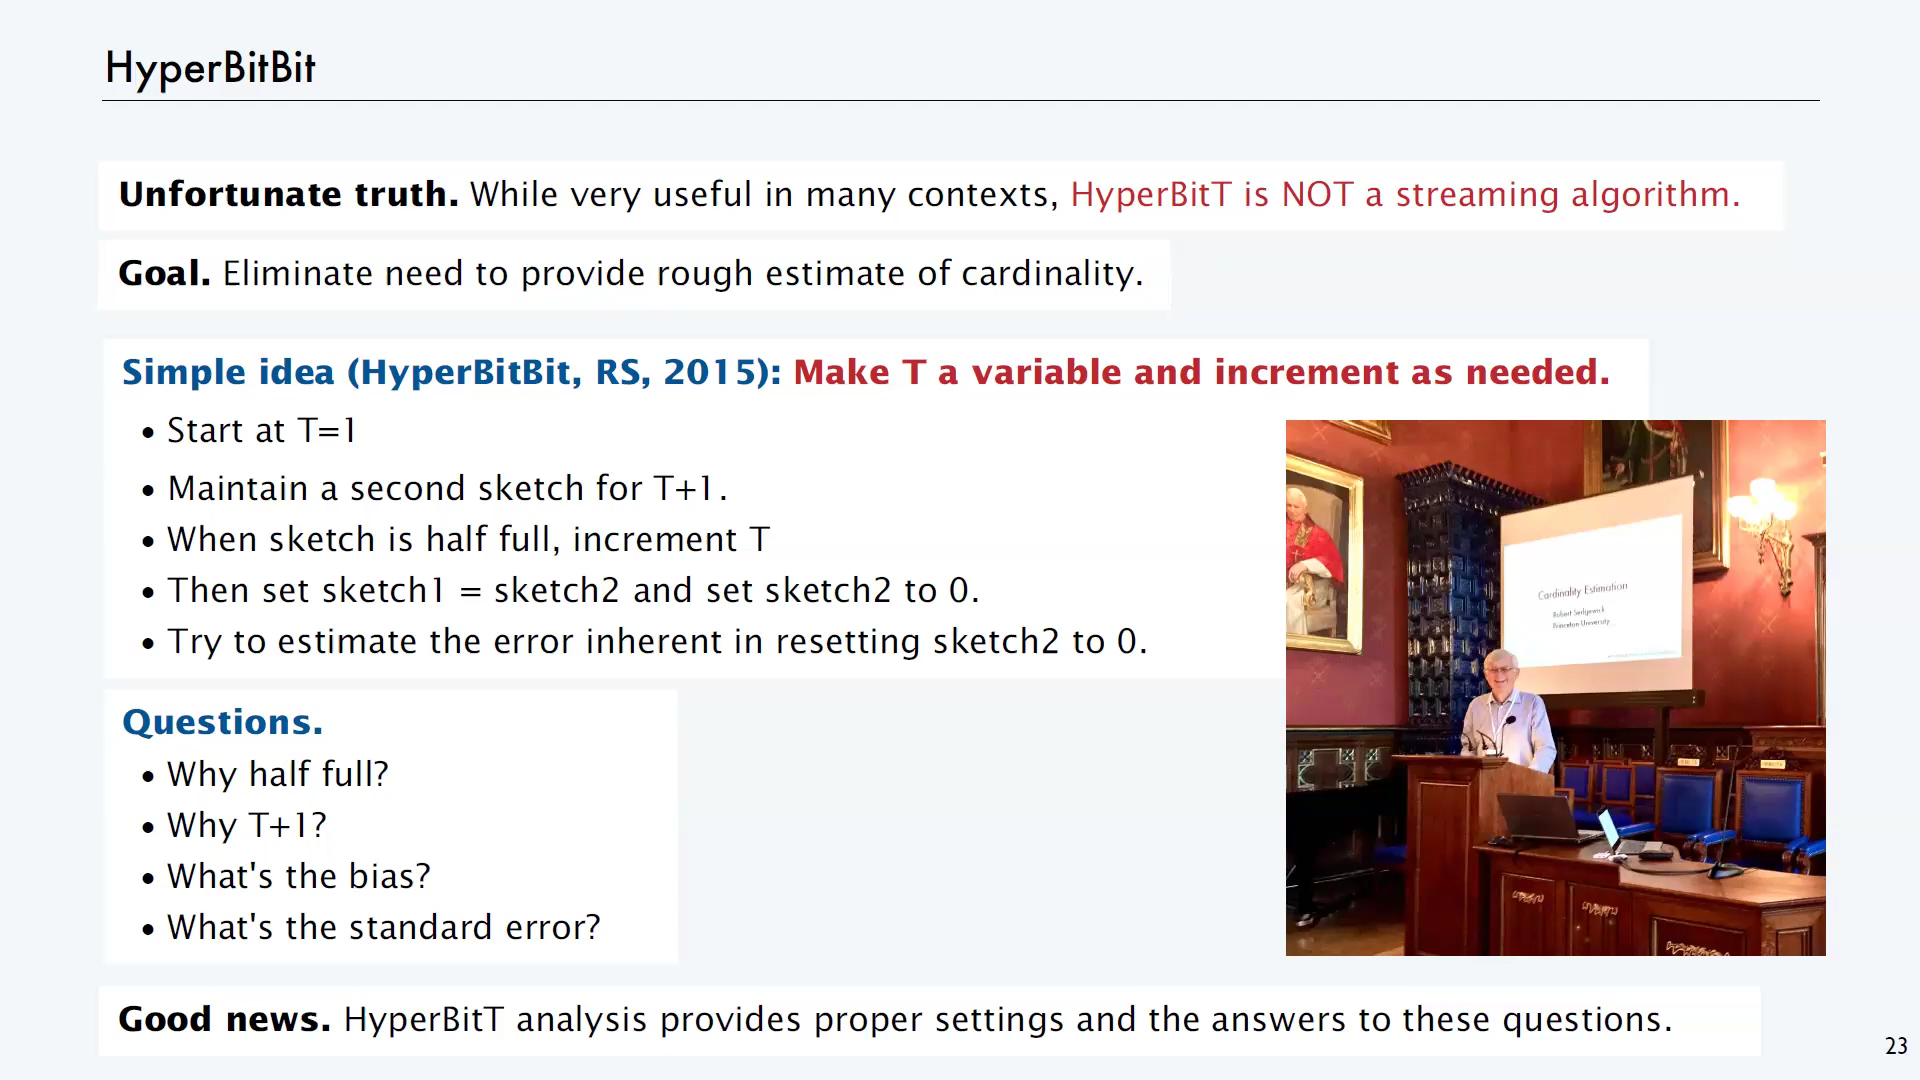 HyperBitBit
Unfortunate truth. While very useful in many contexts, HyperBitT is NOT a streaming algorithm.
Goal. Eliminate need to provide rough estimate of cardinality.
Simple idea (HyperBitBit, RS, 2015): Make T a variable and increment as needed.
• Start at T=1
• Maintain a second sketch for T+1.
• When sketch is half full, increment T
• Then set sketch1 = sketch2 and set sketch2 to 0.
• Try to estimate the error inherent in resetting sketch2 to 0.
Cardinality Estimation
Robert Sedgewick
Princeton University
Questions.
• Why half full?
• Why T+1?
• What's the bias?
• What's the standard error?
Good news. HyperBitT analysis provides proper settings and the answers to these questions.
23